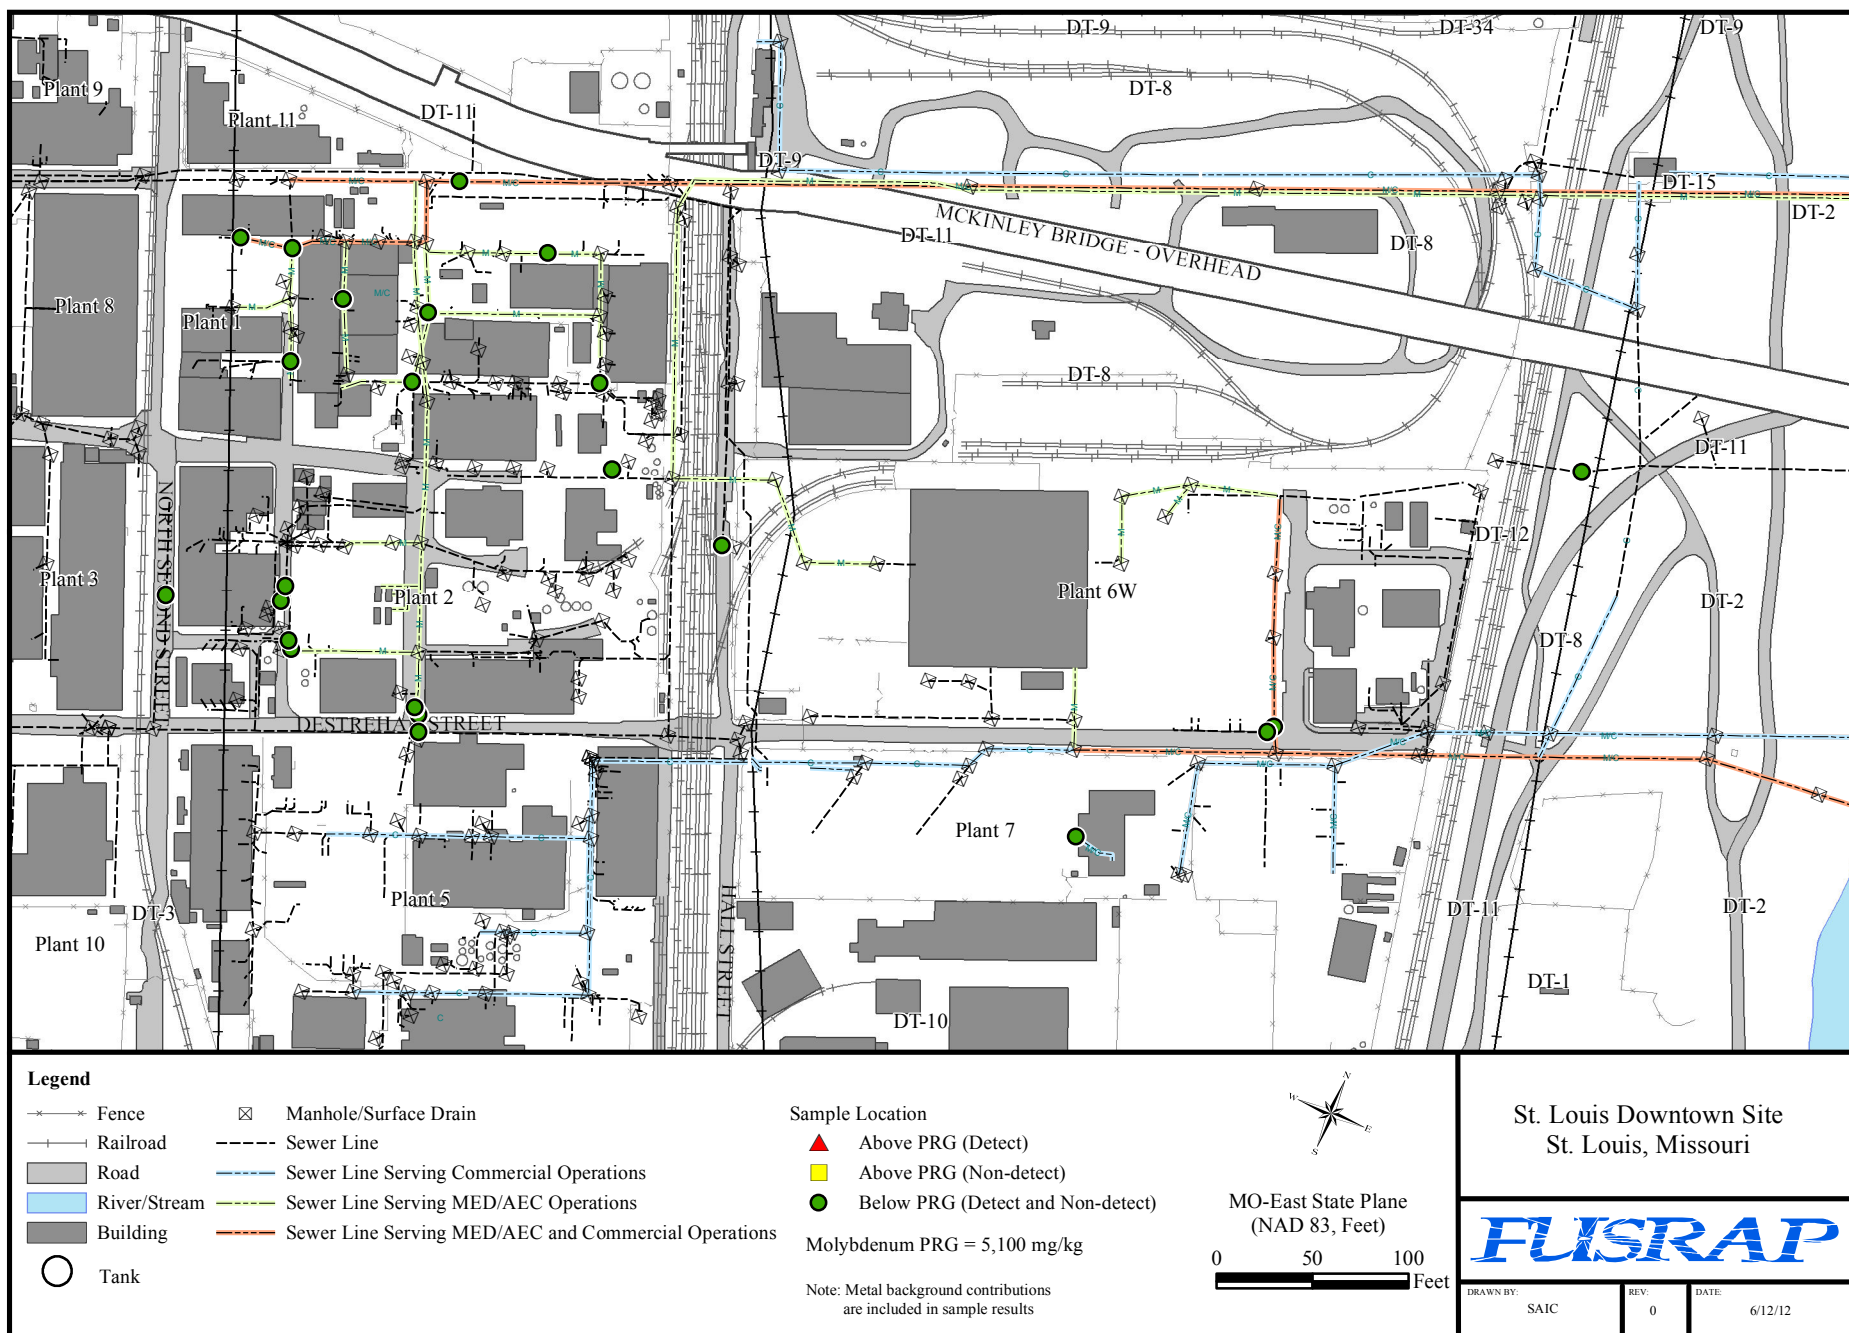 DT-9
DT-34
DT-9
Plant 9
DT-8
Plant 11
DT-11
DT-9
DT-15
DT-2
MCKINLEY BRIDGE - OVERHEAD
DT-11
DT-8
Plant 8
Plant 1
DT-8
DT-11
NORTH SECOND STREET
DT-12
Plant 3
Plant 2
Plant 6W
DT-2
DT-8
DESTREHAN STREET
Plant 7
Plant 5
HALL STREET
DT-3
DT-11
DT-2
Plant 10
DT-1
DT-10
M/C
M
C
Legend
Fence
Railroad
Road
River/Stream
Building
Tank
Manhole/Surface Drain
Sewer Line
Sewer Line Serving Commercial Operations
Sewer Line Serving MED/AEC Operations
Sewer Line Serving MED/AEC and Commercial Operations
Sample Location
Above PRG (Detect)
Above PRG (Non-detect)
Below PRG (Detect and Non-detect)
Molybdenum PRG = 5,100 mg/kg
Note: Metal background contributions
are included in sample results
N
W
E
S
MO-East State Plane
(NAD 83, Feet)
0 50 100
Feet
St. Louis Downtown Site
St. Louis, Missouri
FUSRAP
DRAWN BY:
SAIC
REV:
0
DATE:
6/12/12